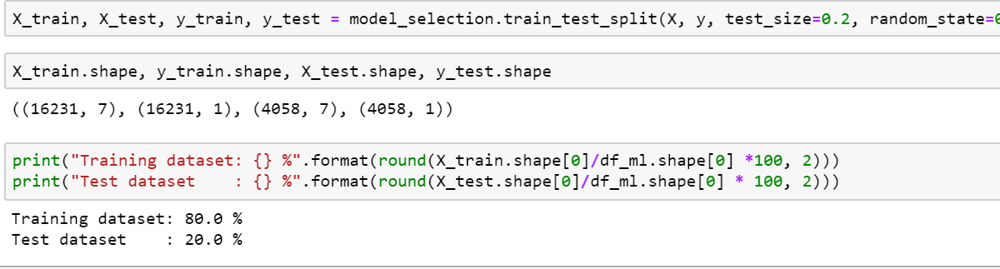 X_train, X_test, y_train, y_test = model_selection.train_test_split(X, y, test_size=0.2, random_state=
X_train.shape, y_train.shape, X_test.shape, y_test.shape
((16231, 7), (16231, 1), (4058, 7), (4058, 1))
print("Training dataset: {} %".format(round(X_train.shape[0]/df_ml.shape[0] *100, 2)))
print("Test dataset    : {} %".format(round(X_test.shape[0]/df_ml.shape[0] * 100, 2)))
Training dataset: 80.0 %
Test dataset    : 20.0 %